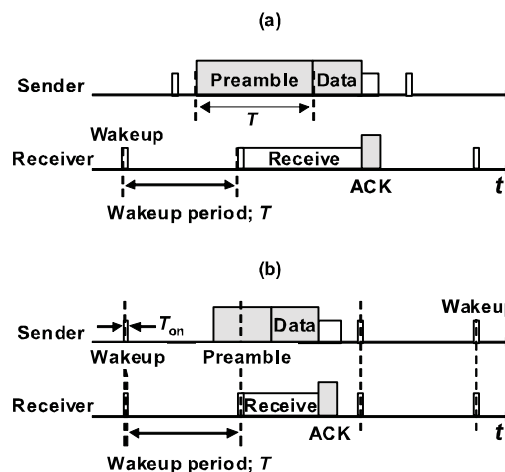 (a)
Sender
Preamble
Data
T
Wakeup
Receiver
Receive
ACK
t
Wakeup period; T
(b)
Sender
Ton
Data
Wakeup
Wakeup
Preamble
Receiver
Receive
ACK
t
Wakeup period; T